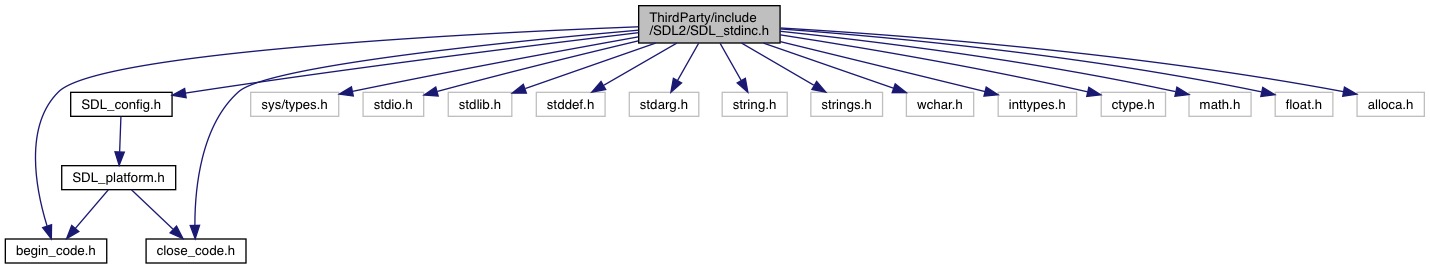 ThirdParty/include
/SDL2/SDL_stdinc.h
SDL_config.h
sys/types.h
stdio.h
stdlib.h
stddef.h
stdarg.h
string.h
strings.h
wchar.h
inttypes.h
ctype.h
math.h
float.h
alloca.h
SDL_platform.h
begin_code.h
close_code.h